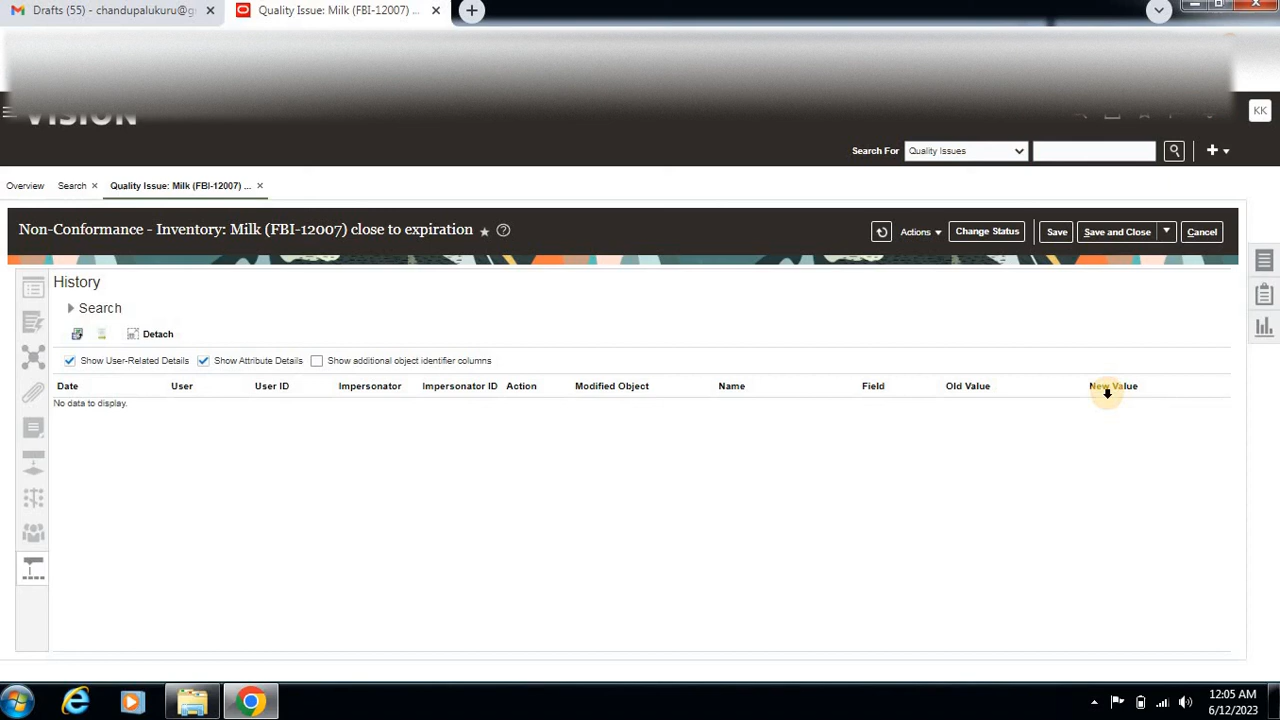 Drafts (55) - chandupalukuru@g
Quality Issue: Milk (FBI-12007)
VISION
KK
Search For Quality Issues
Overview Search Quality Issue: Milk (FBI-12007) ...
Non-Conformance - Inventory: Milk (FBI-12007) close to expiration
Actions Change Status Save Save and Close Cancel
History
Search
Detach
Show User-Related Details Show Attribute Details Show additional object identifier columns
Date User User ID Impersonator Impersonator ID Action Modified Object Name Field Old Value New Value
No data to display.
12:05 AM
6/12/2023